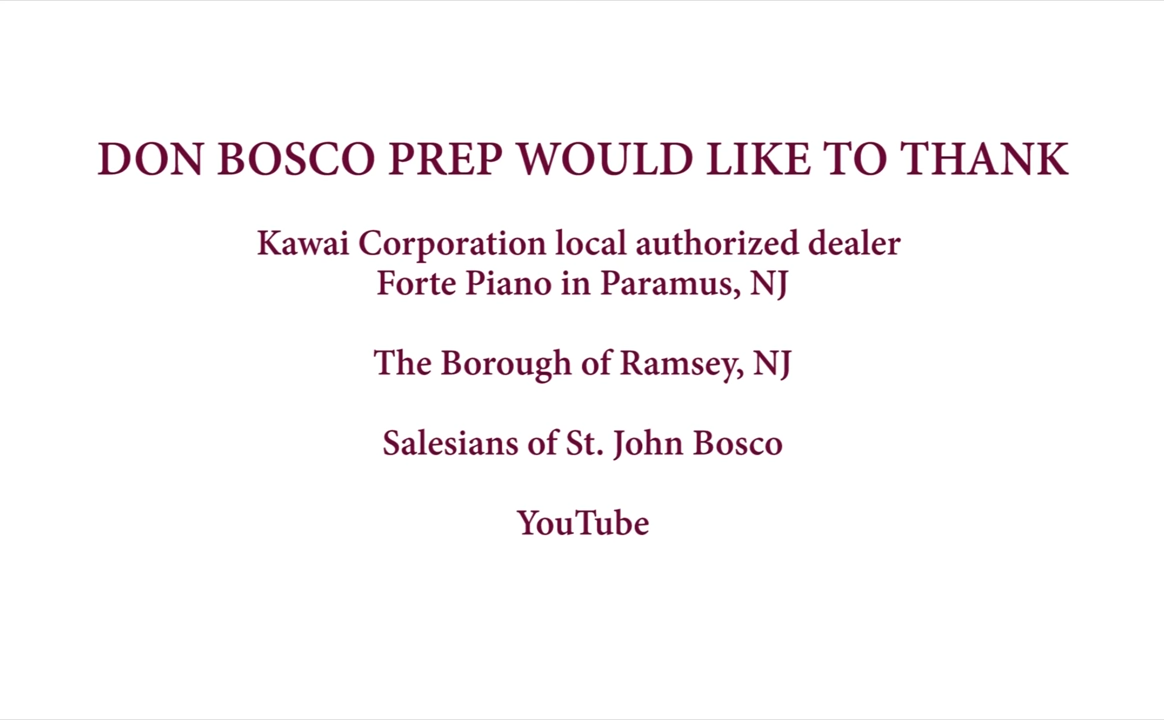 DON BOSCO PREP WOULD LIKE TO THANK
Kawai Corporation local authorized dealer
Forte Piano in Paramus, NJ
The Borough of Ramsey, NJ
Salesians of St. John Bosco
YouTube